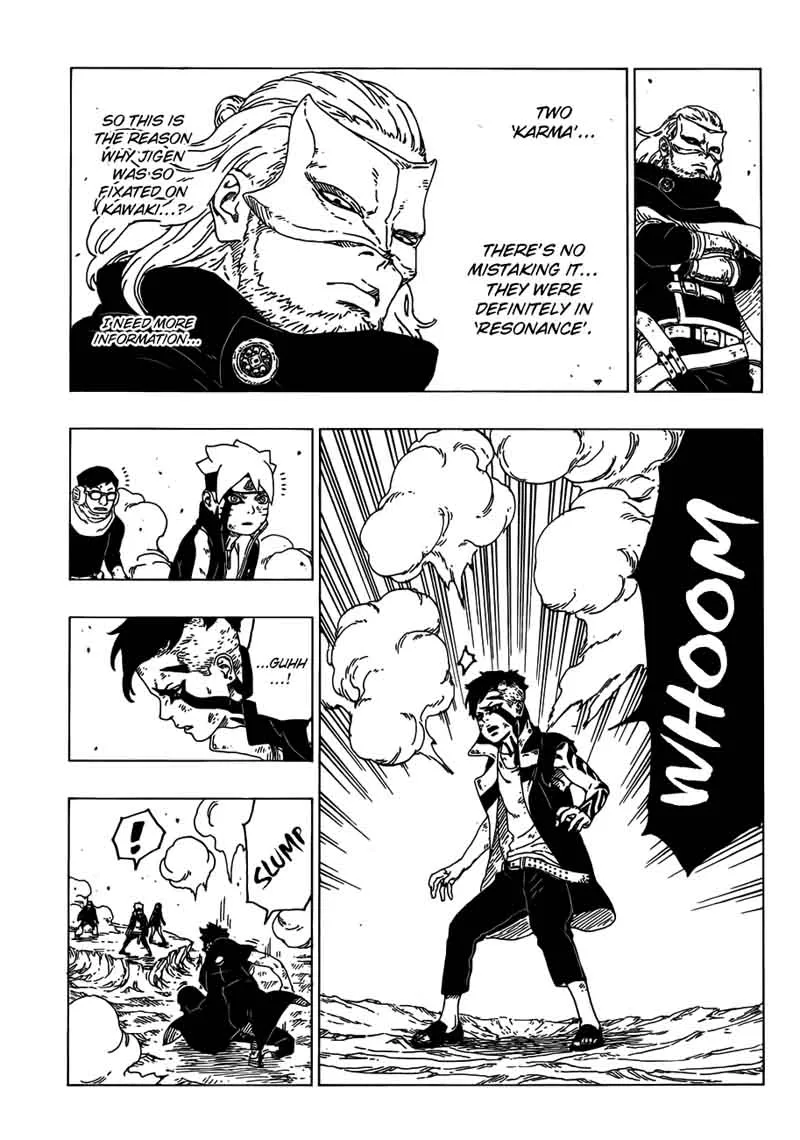 TWO
'KARMA'...
THERE'S NO
MISTAKING IT...
THEY WERE
DEFINITELY IN
'RESONANCE'.
SO THIS IS
THE REASON
WHY JIGEN
WAS SO
FIXATED ON
KAWAKI...?
I NEED MORE
INFORMATION...
WHOOM
...GUHH
...!
!
SLUMP